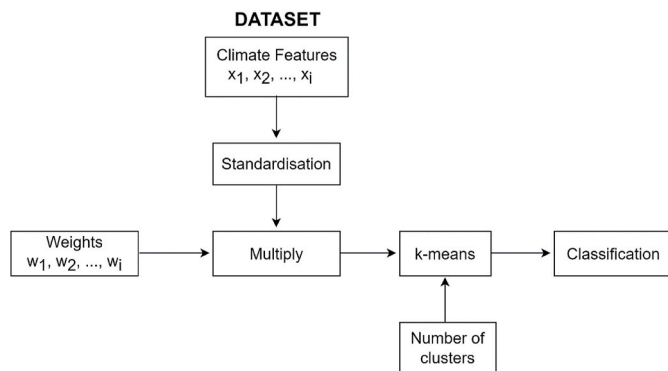 DATASET
Climate Features
x1, x2, ..., xi
Standardisation
Weights
w1, w2, ..., wi
Multiply
k-means
Classification
Number of
clusters